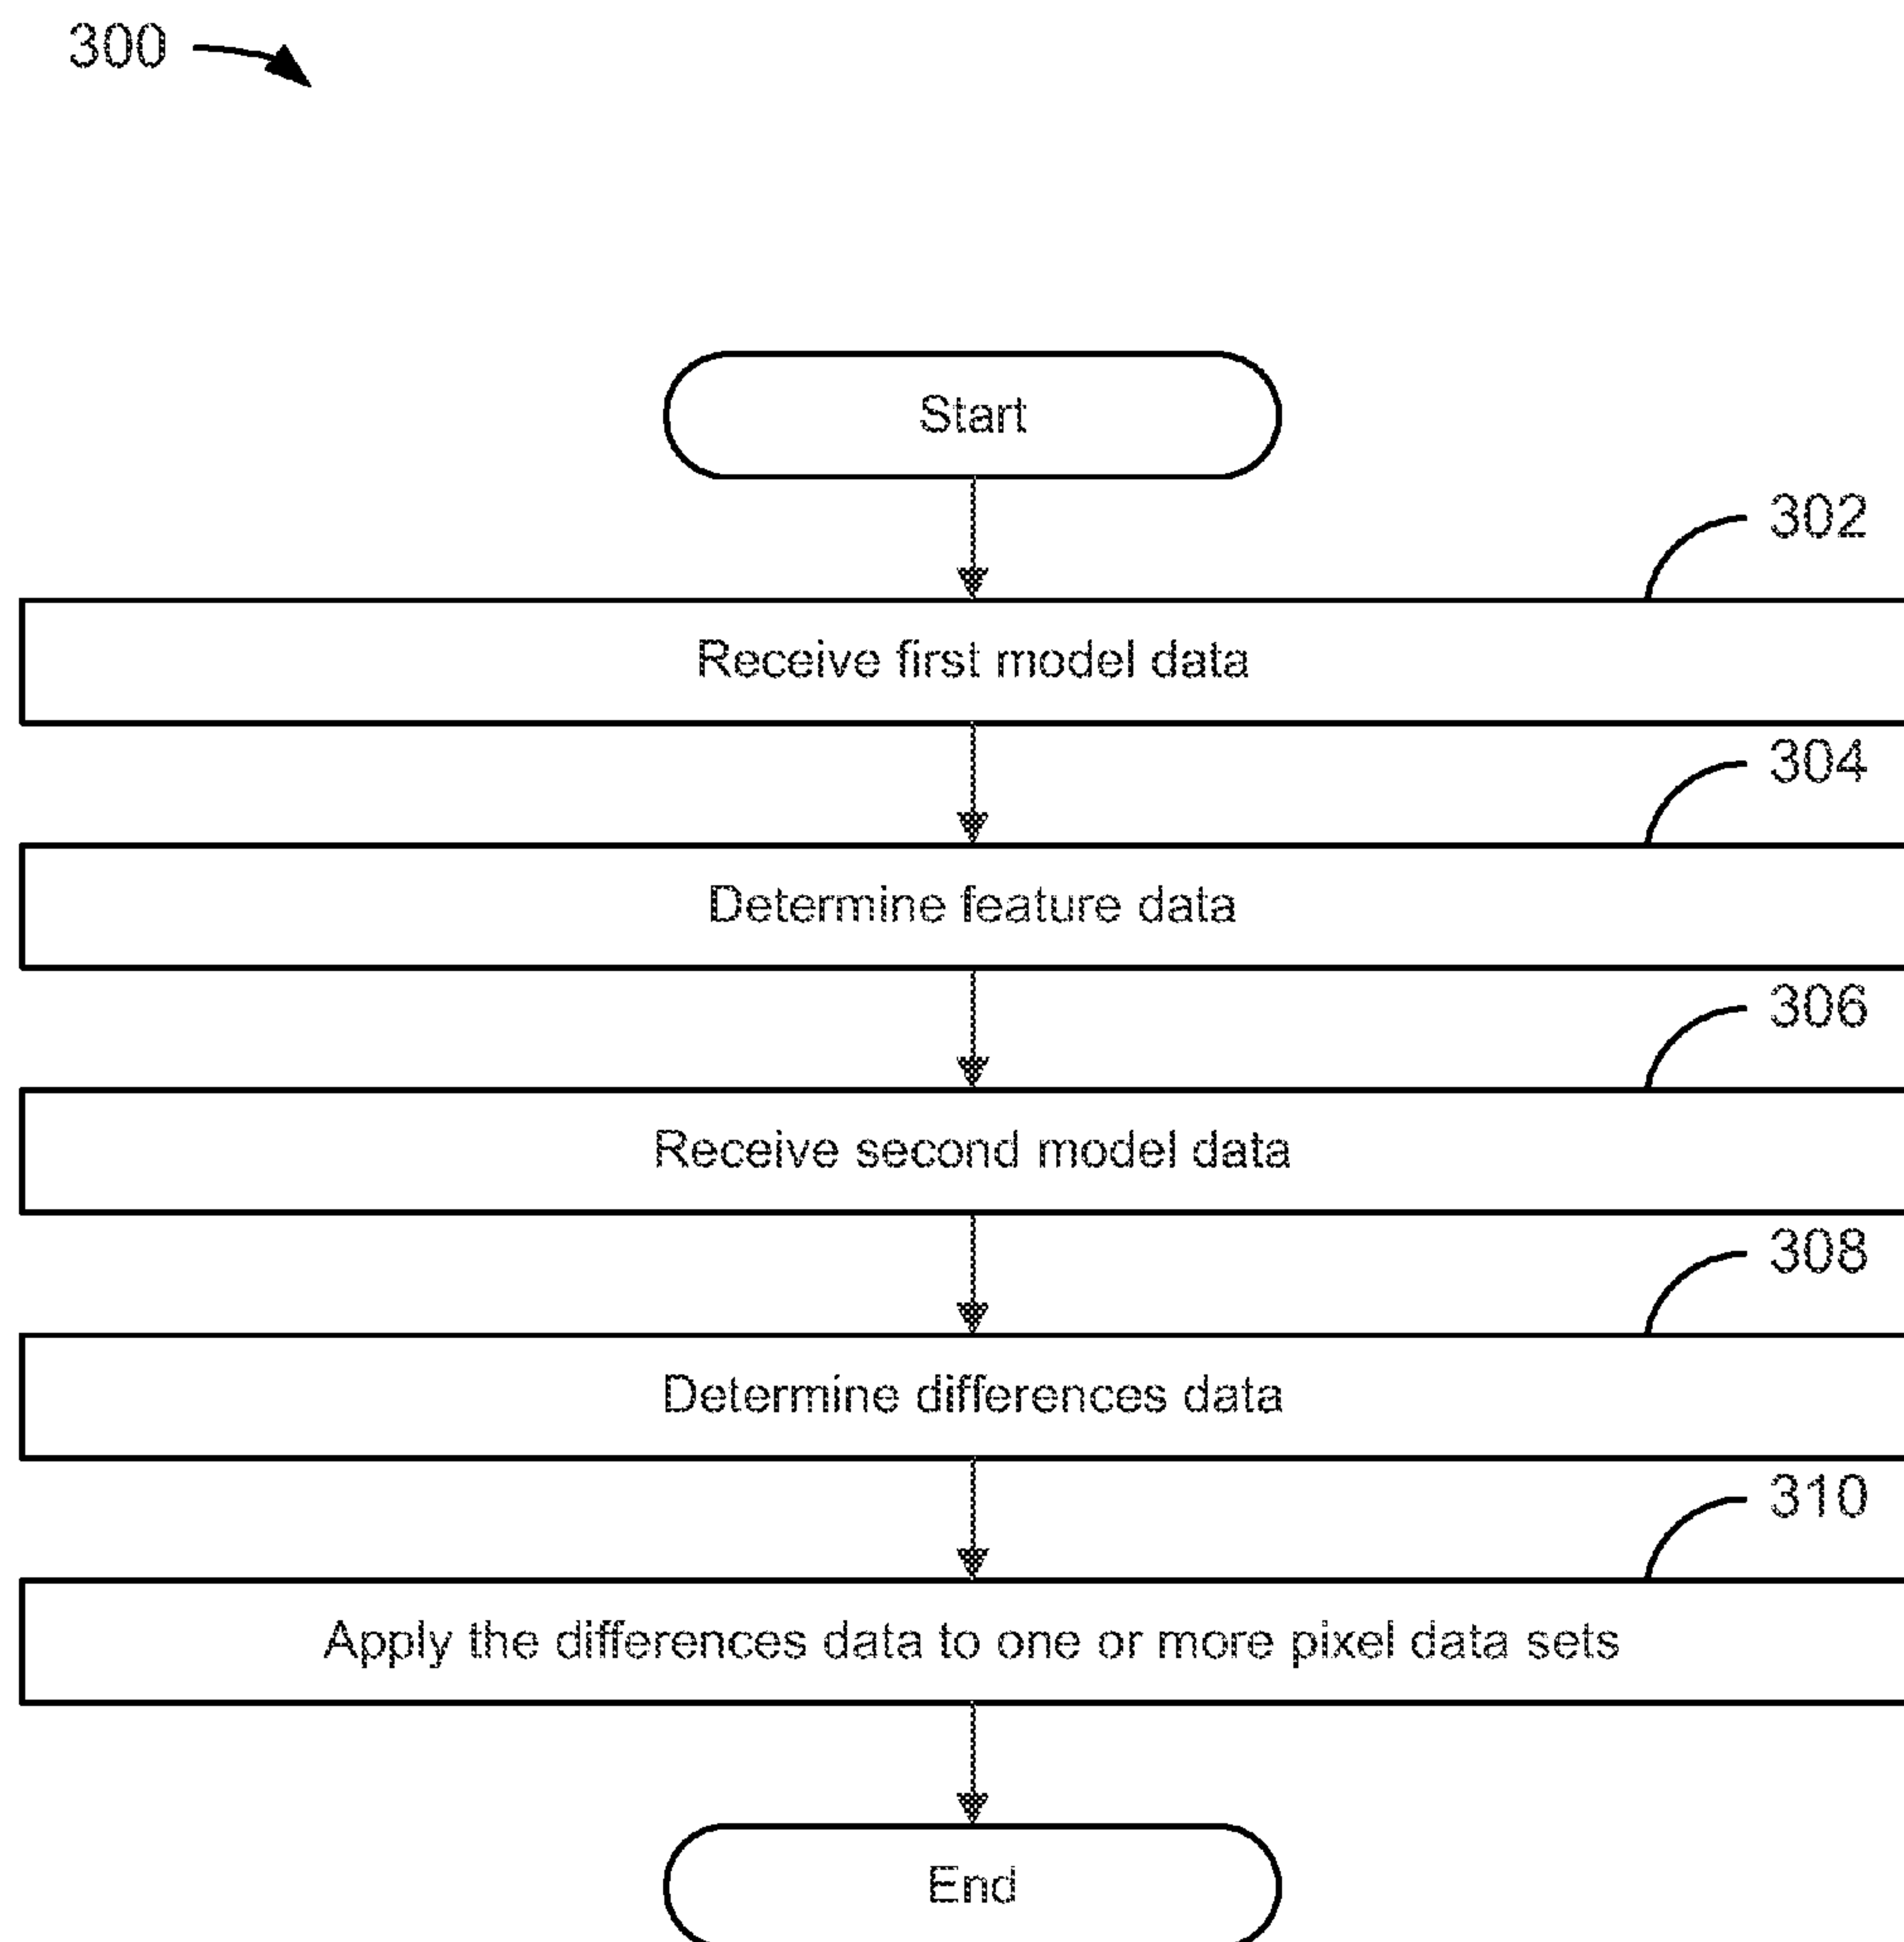 300
Start
302
Receive first model data
304
Determine feature data
306
Receive second model data
308
Determine differences data
310
Apply the differences data to one or more pixel data sets
End